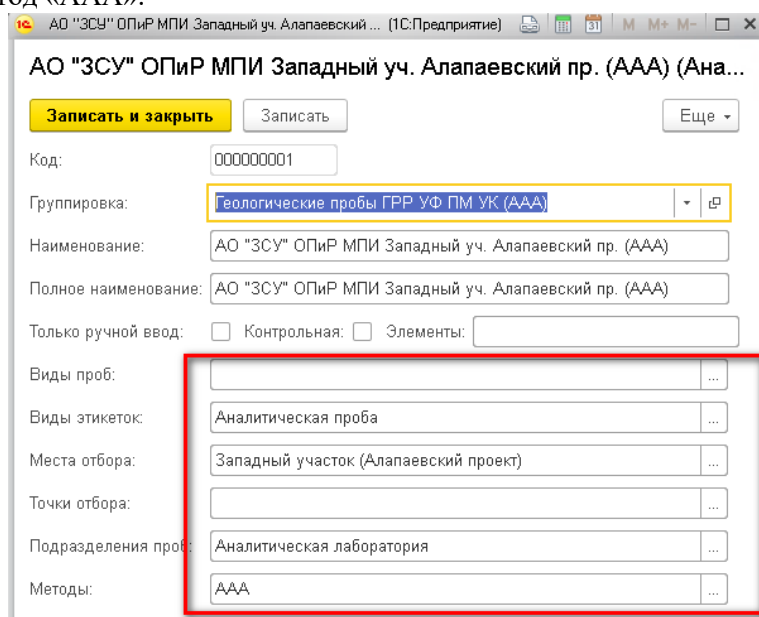 тод «ААА».
1С АО "ЗСУ" ОПиР МПИ Западный уч. Алапаевский ... (1С:Предприятие) 31 M M+ M-
АО "ЗСУ" ОПиР МПИ Западный уч. Алапаевский пр. (ААА) (Ана...
Записать и закрыть Записать Еще
Код: 000000001
Группировка: Геологические пробы ГРР УФ ПМ УК (ААА)
Наименование: АО "ЗСУ" ОПиР МПИ Западный уч. Алапаевский пр. (ААА)
Полное наименование: АО "ЗСУ" ОПиР МПИ Западный уч. Алапаевский пр. (ААА)
Только ручной ввод: Контрольная: Элементы:
Виды проб: ...
Виды этикеток: Аналитическая проба ...
Места отбора: Западный участок (Алапаевский проект) ...
Точки отбора: ...
Подразделения проб: Аналитическая лаборатория ...
Методы: ААА ...